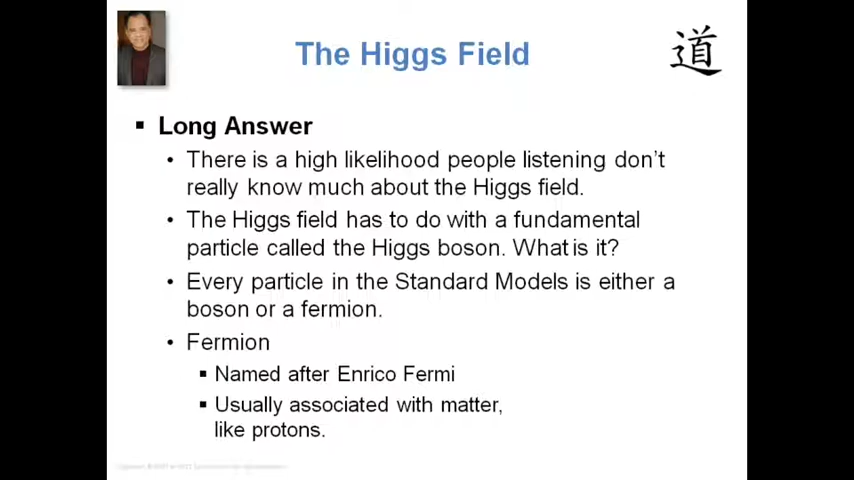 The Higgs Field
道
▪ Long Answer
• There is a high likelihood people listening don't
really know much about the Higgs field.
• The Higgs field has to do with a fundamental
particle called the Higgs boson. What is it?
• Every particle in the Standard Models is either a
boson or a fermion.
• Fermion
▪ Named after Enrico Fermi
▪ Usually associated with matter,
like protons.